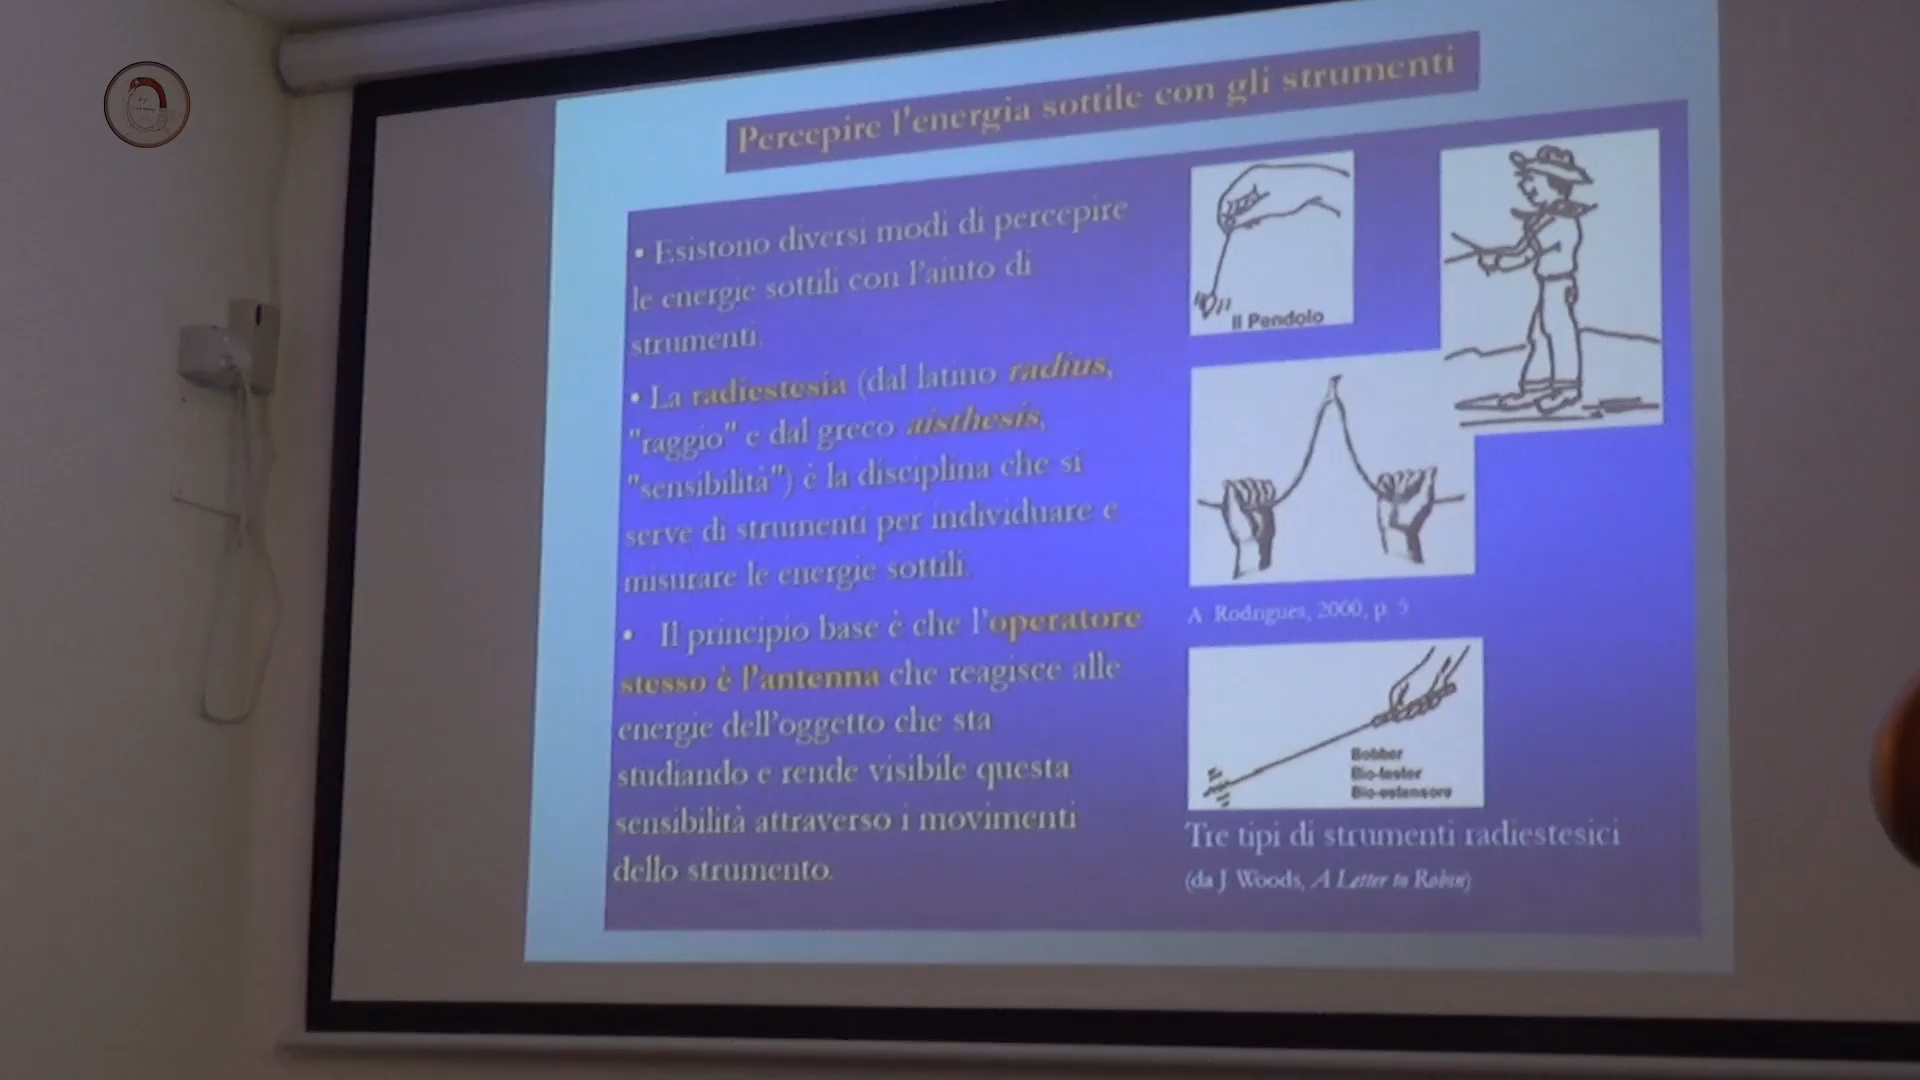 Percepire l'energia sottile con gli strumenti
• Esistono diversi modi di percepire
le energie sottili con l'aiuto di
strumenti.
• La radiestesia (dal latino radius,
"raggio" e dal greco aisthesis,
"sensibilità") è la disciplina che si
serve di strumenti per individuare e
misurare le energie sottili.
• Il principio base è che l'operatore
stesso è l'antenna che reagisce alle
energie dell'oggetto che sta
studiando e rende visibile questa
sensibilità attraverso i movimenti
dello strumento.
Il Pendolo
A. Rodrigues, 2000, p. 5
Bobber
Bio-tester
Bio-estensore
Tre tipi di strumenti radiestesici
(da J. Woods, A Letter to Robin)